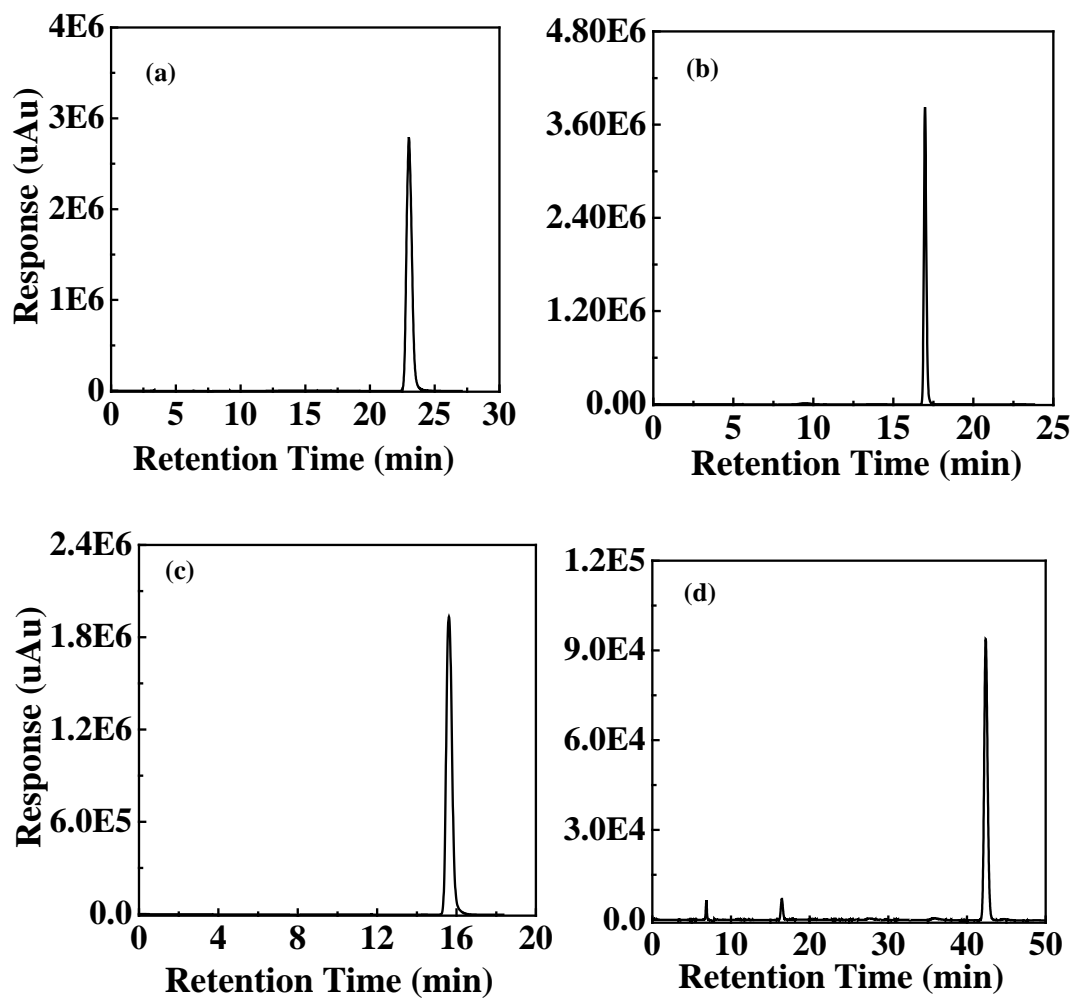 4E6
3E6
2E6
1E6
0
(a)
Response (uAu)
0 5 10 15 20 25 30
Retention Time (min)
4.80E6
3.60E6
2.40E6
1.20E6
0.00
(b)
0 5 10 15 20 25
Retention Time (min)
2.4E6
1.8E6
1.2E6
6.0E5
0.0
(c)
Response (uAu)
0 4 8 12 16 20
Retention Time (min)
1.2E5
9.0E4
6.0E4
3.0E4
0.0
(d)
0 10 20 30 40 50
Retention Time (min)